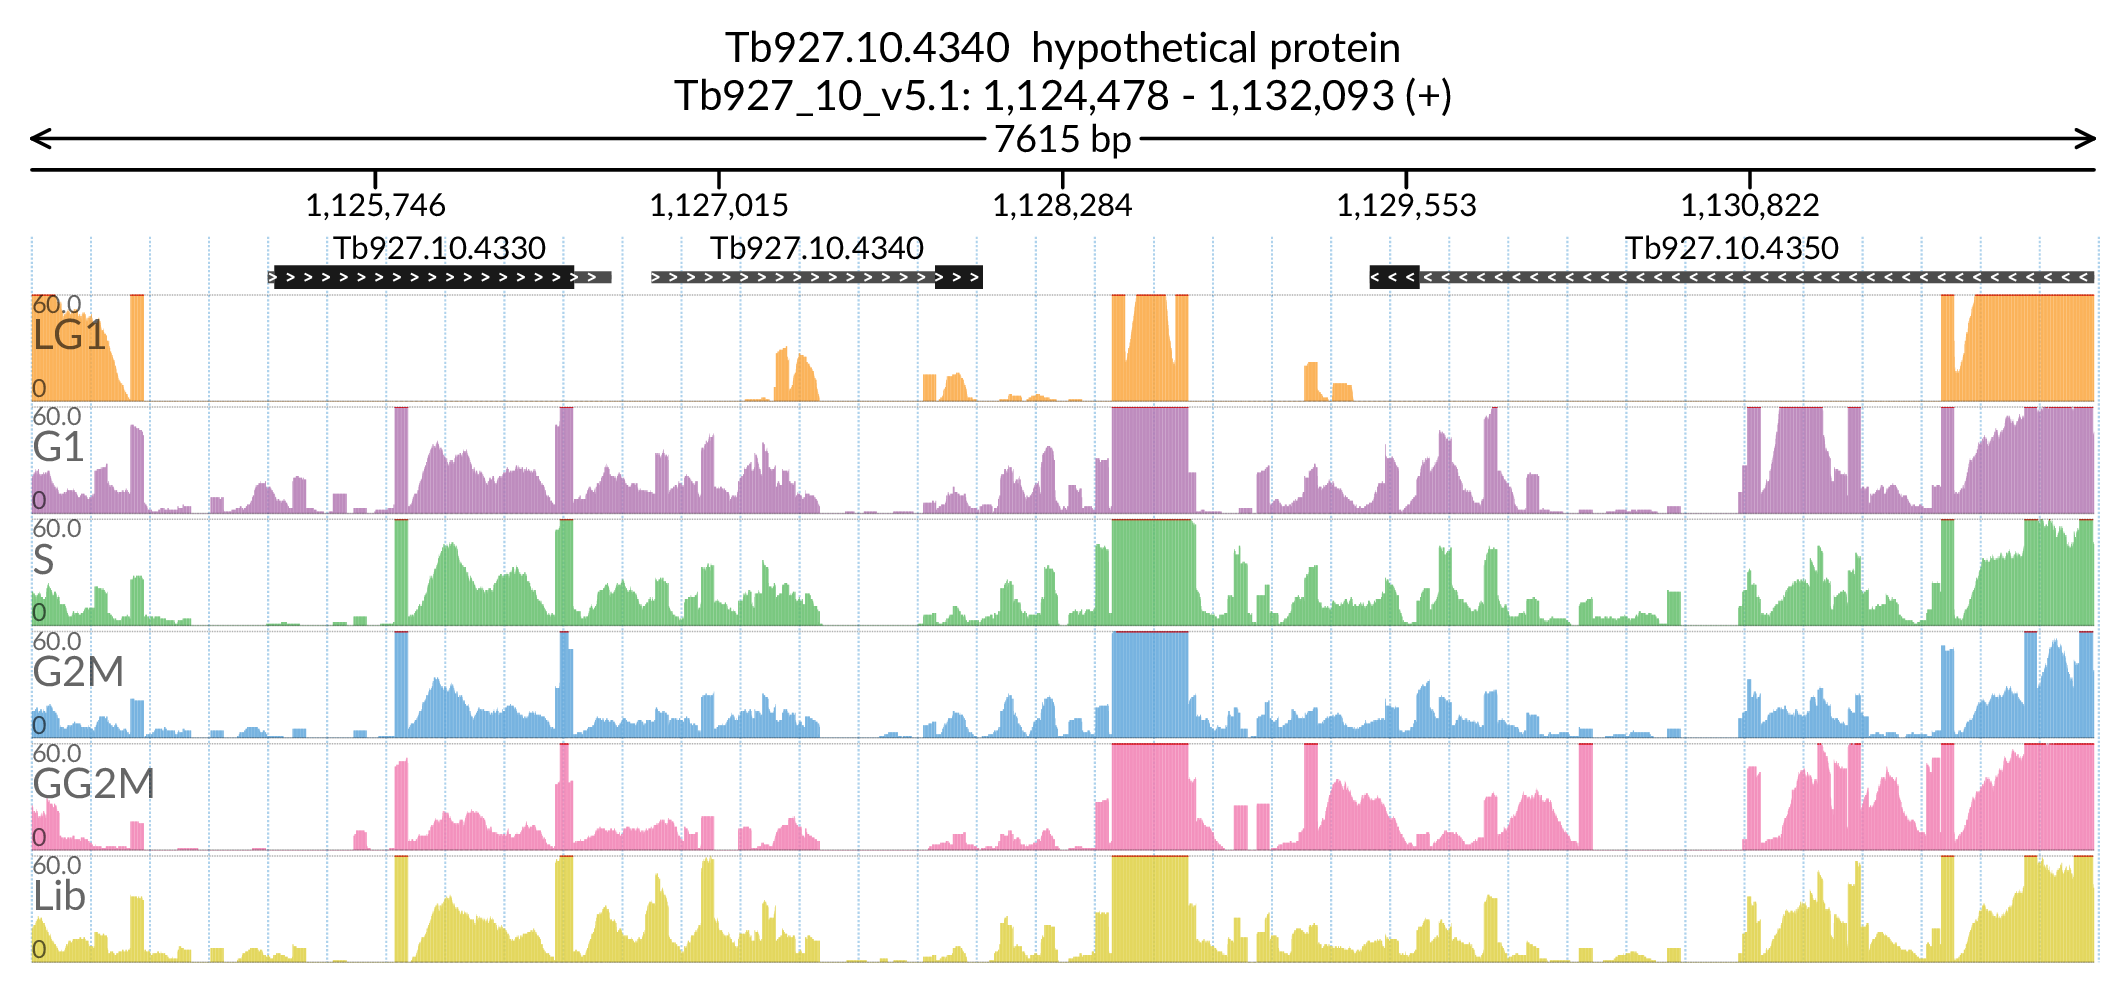 Tb927.10.4340 hypothetical protein
Tb927_10_v5.1: 1,124,478 - 1,132,093 (+)
7615 bp
1,125,746 1,127,015 1,128,284 1,129,553 1,130,822
Tb927.10.4330 Tb927.10.4340 Tb927.10.4350
60.0
LG1
0
60.0
G1
0
60.0
S
0
60.0
G2M
0
60.0
GG2M
0
60.0
Lib
0